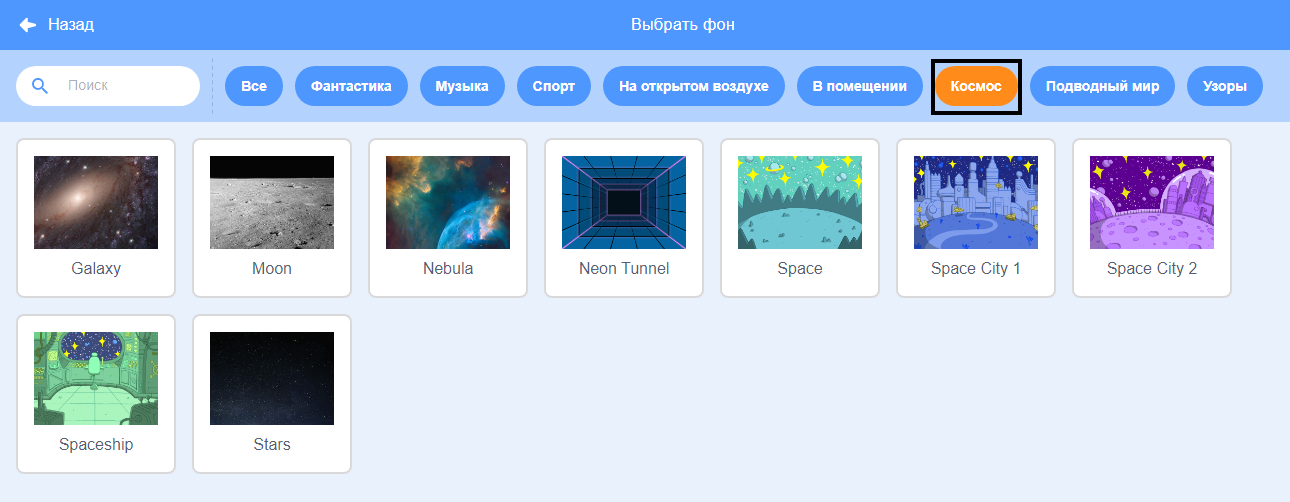 Назад
Выбрать фон
Поиск
Все
Фантастика
Музыка
Спорт
На открытом воздухе
В помещении
Космос
Подводный мир
Узоры
Galaxy
Moon
Nebula
Neon Tunnel
Space
Space City 1
Space City 2
Spaceship
Stars